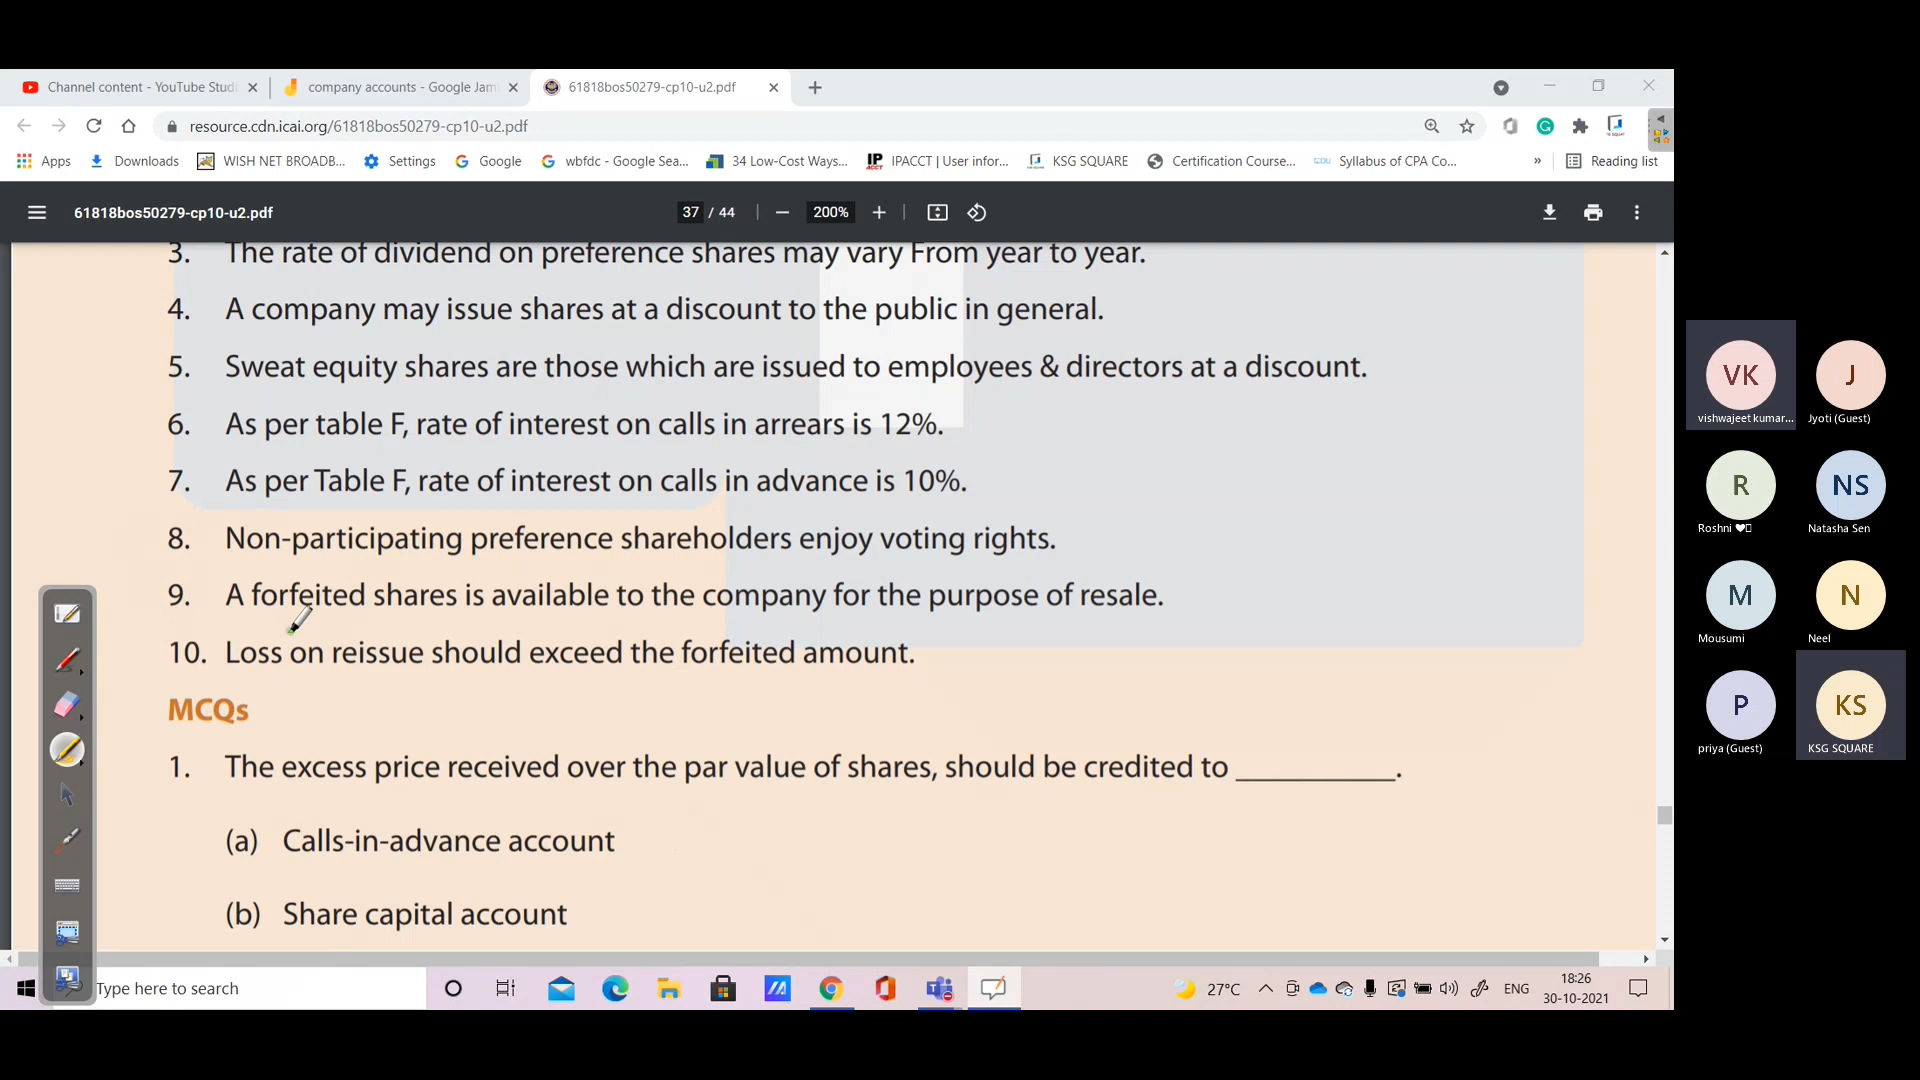 Channel content - YouTube Studi
company accounts - Google Jam
61818bos50279-cp10-u2.pdf
resource.cdn.icai.org/61818bos50279-cp10-u2.pdf
Apps
Downloads
WISH NET BROADB...
Settings
Google
wbfdc - Google Sea...
34 Low-Cost Ways...
IPACCT | User infor...
KSG SQUARE
Certification Course...
Syllabus of CPA Co...
»
Reading list
61818bos50279-cp10-u2.pdf
37 / 44
200%
3. The rate of dividend on preference shares may vary From year to year.
4. A company may issue shares at a discount to the public in general.
5. Sweat equity shares are those which are issued to employees & directors at a discount.
6. As per table F, rate of interest on calls in arrears is 12%.
7. As per Table F, rate of interest on calls in advance is 10%.
8. Non-participating preference shareholders enjoy voting rights.
9. A forfeited shares is available to the company for the purpose of resale.
10. Loss on reissue should exceed the forfeited amount.
MCQs
1. The excess price received over the par value of shares, should be credited to ___________.
(a) Calls-in-advance account
(b) Share capital account
VK
vishwajeet kumar...
J
Jyoti (Guest)
R
Roshni ❤
NS
Natasha Sen
M
Mousumi
N
Neel
P
priya (Guest)
KS
KSG SQUARE
Type here to search
27°C
ENG
18:26
30-10-2021